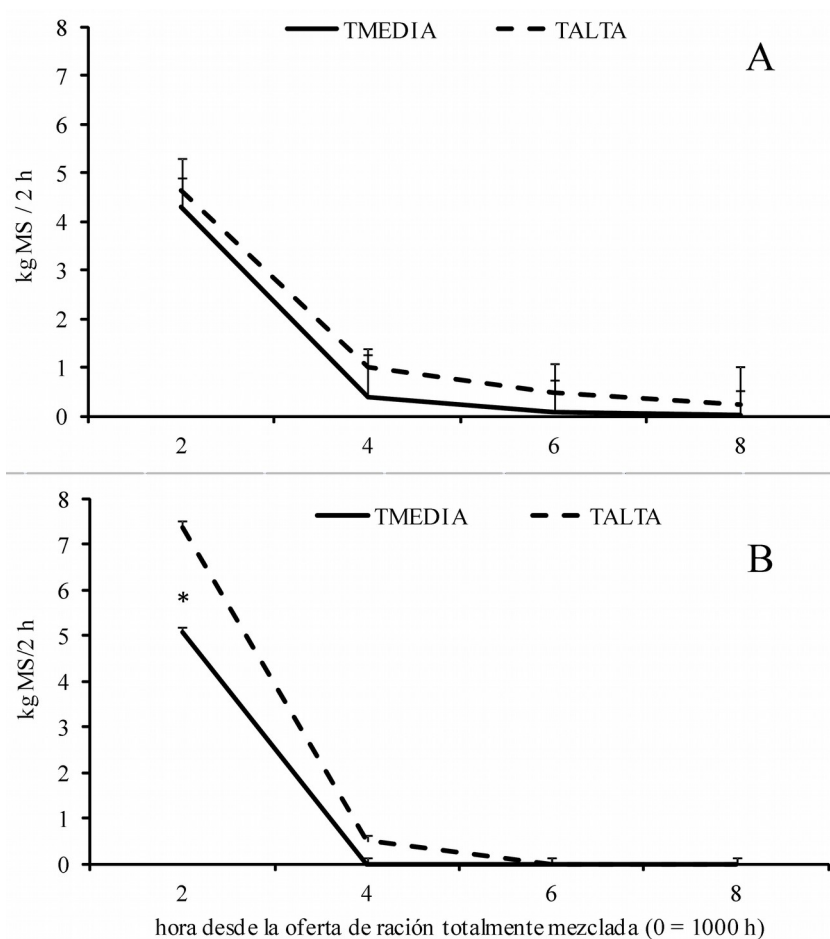 TMEDIA TALTA
A
kg MS / 2 h
8
7
6
5
4
3
2
1
0
2 4 6 8
TMEDIA TALTA
B
kg MS/2 h
8
7
6
5
4
3
2
1
0
*
2 4 6 8
hora desde la oferta de ración totalmente mezclada (0 = 1000 h)